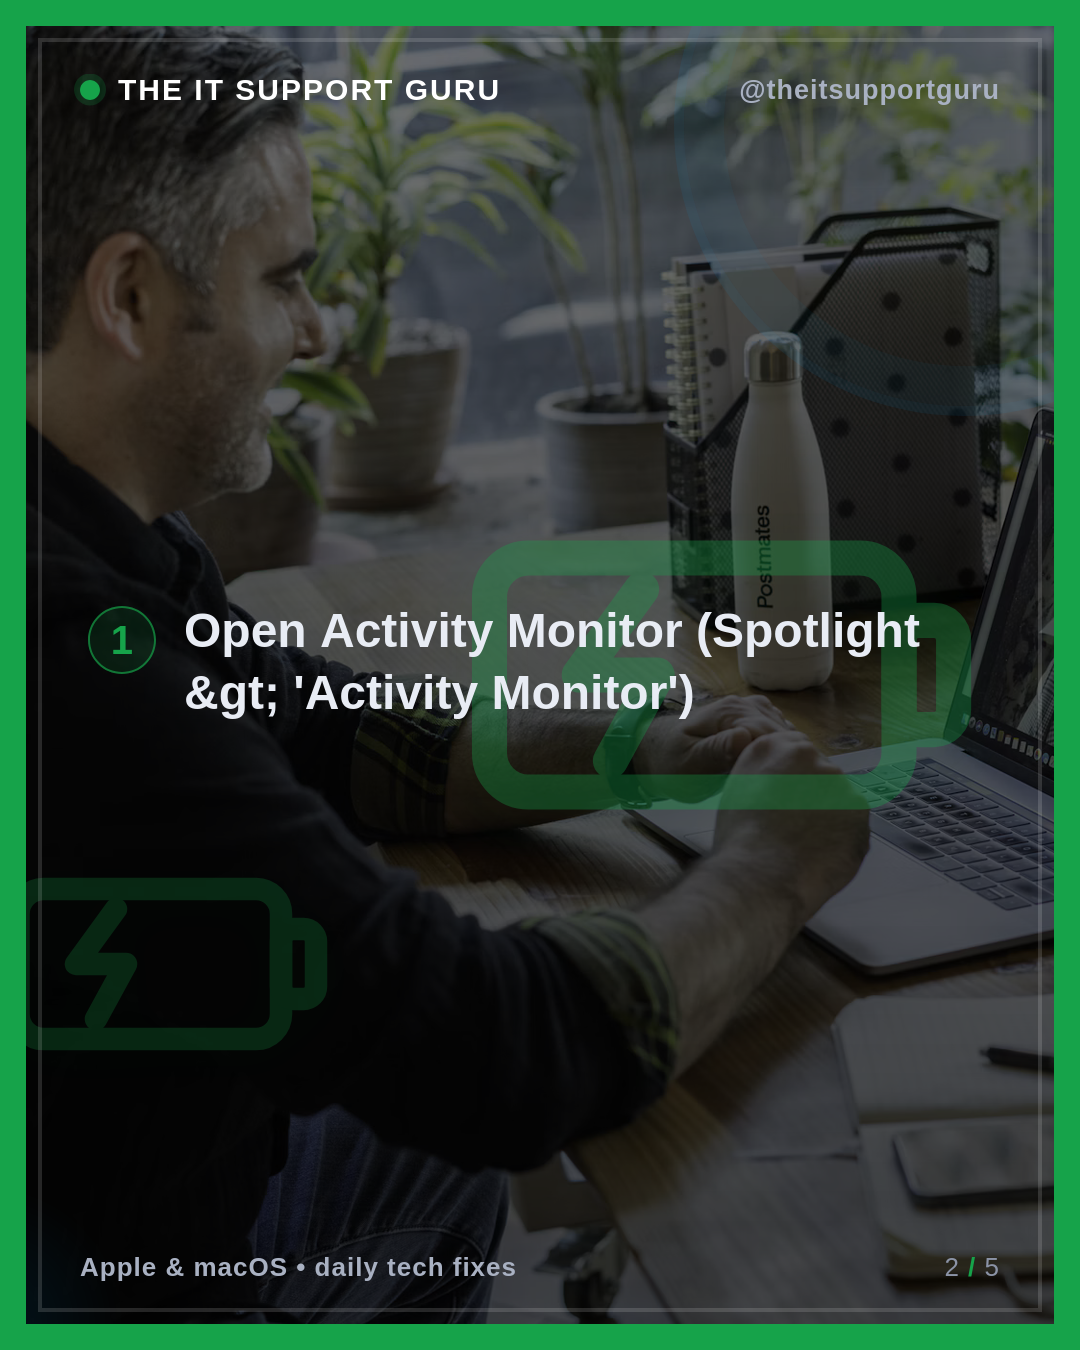 THE IT SUPPORT GURU
@theitsupportguru
Postmates
1
Open Activity Monitor (Spotlight
&gt; 'Activity Monitor')
Apple & macOS • daily tech fixes
2 / 5